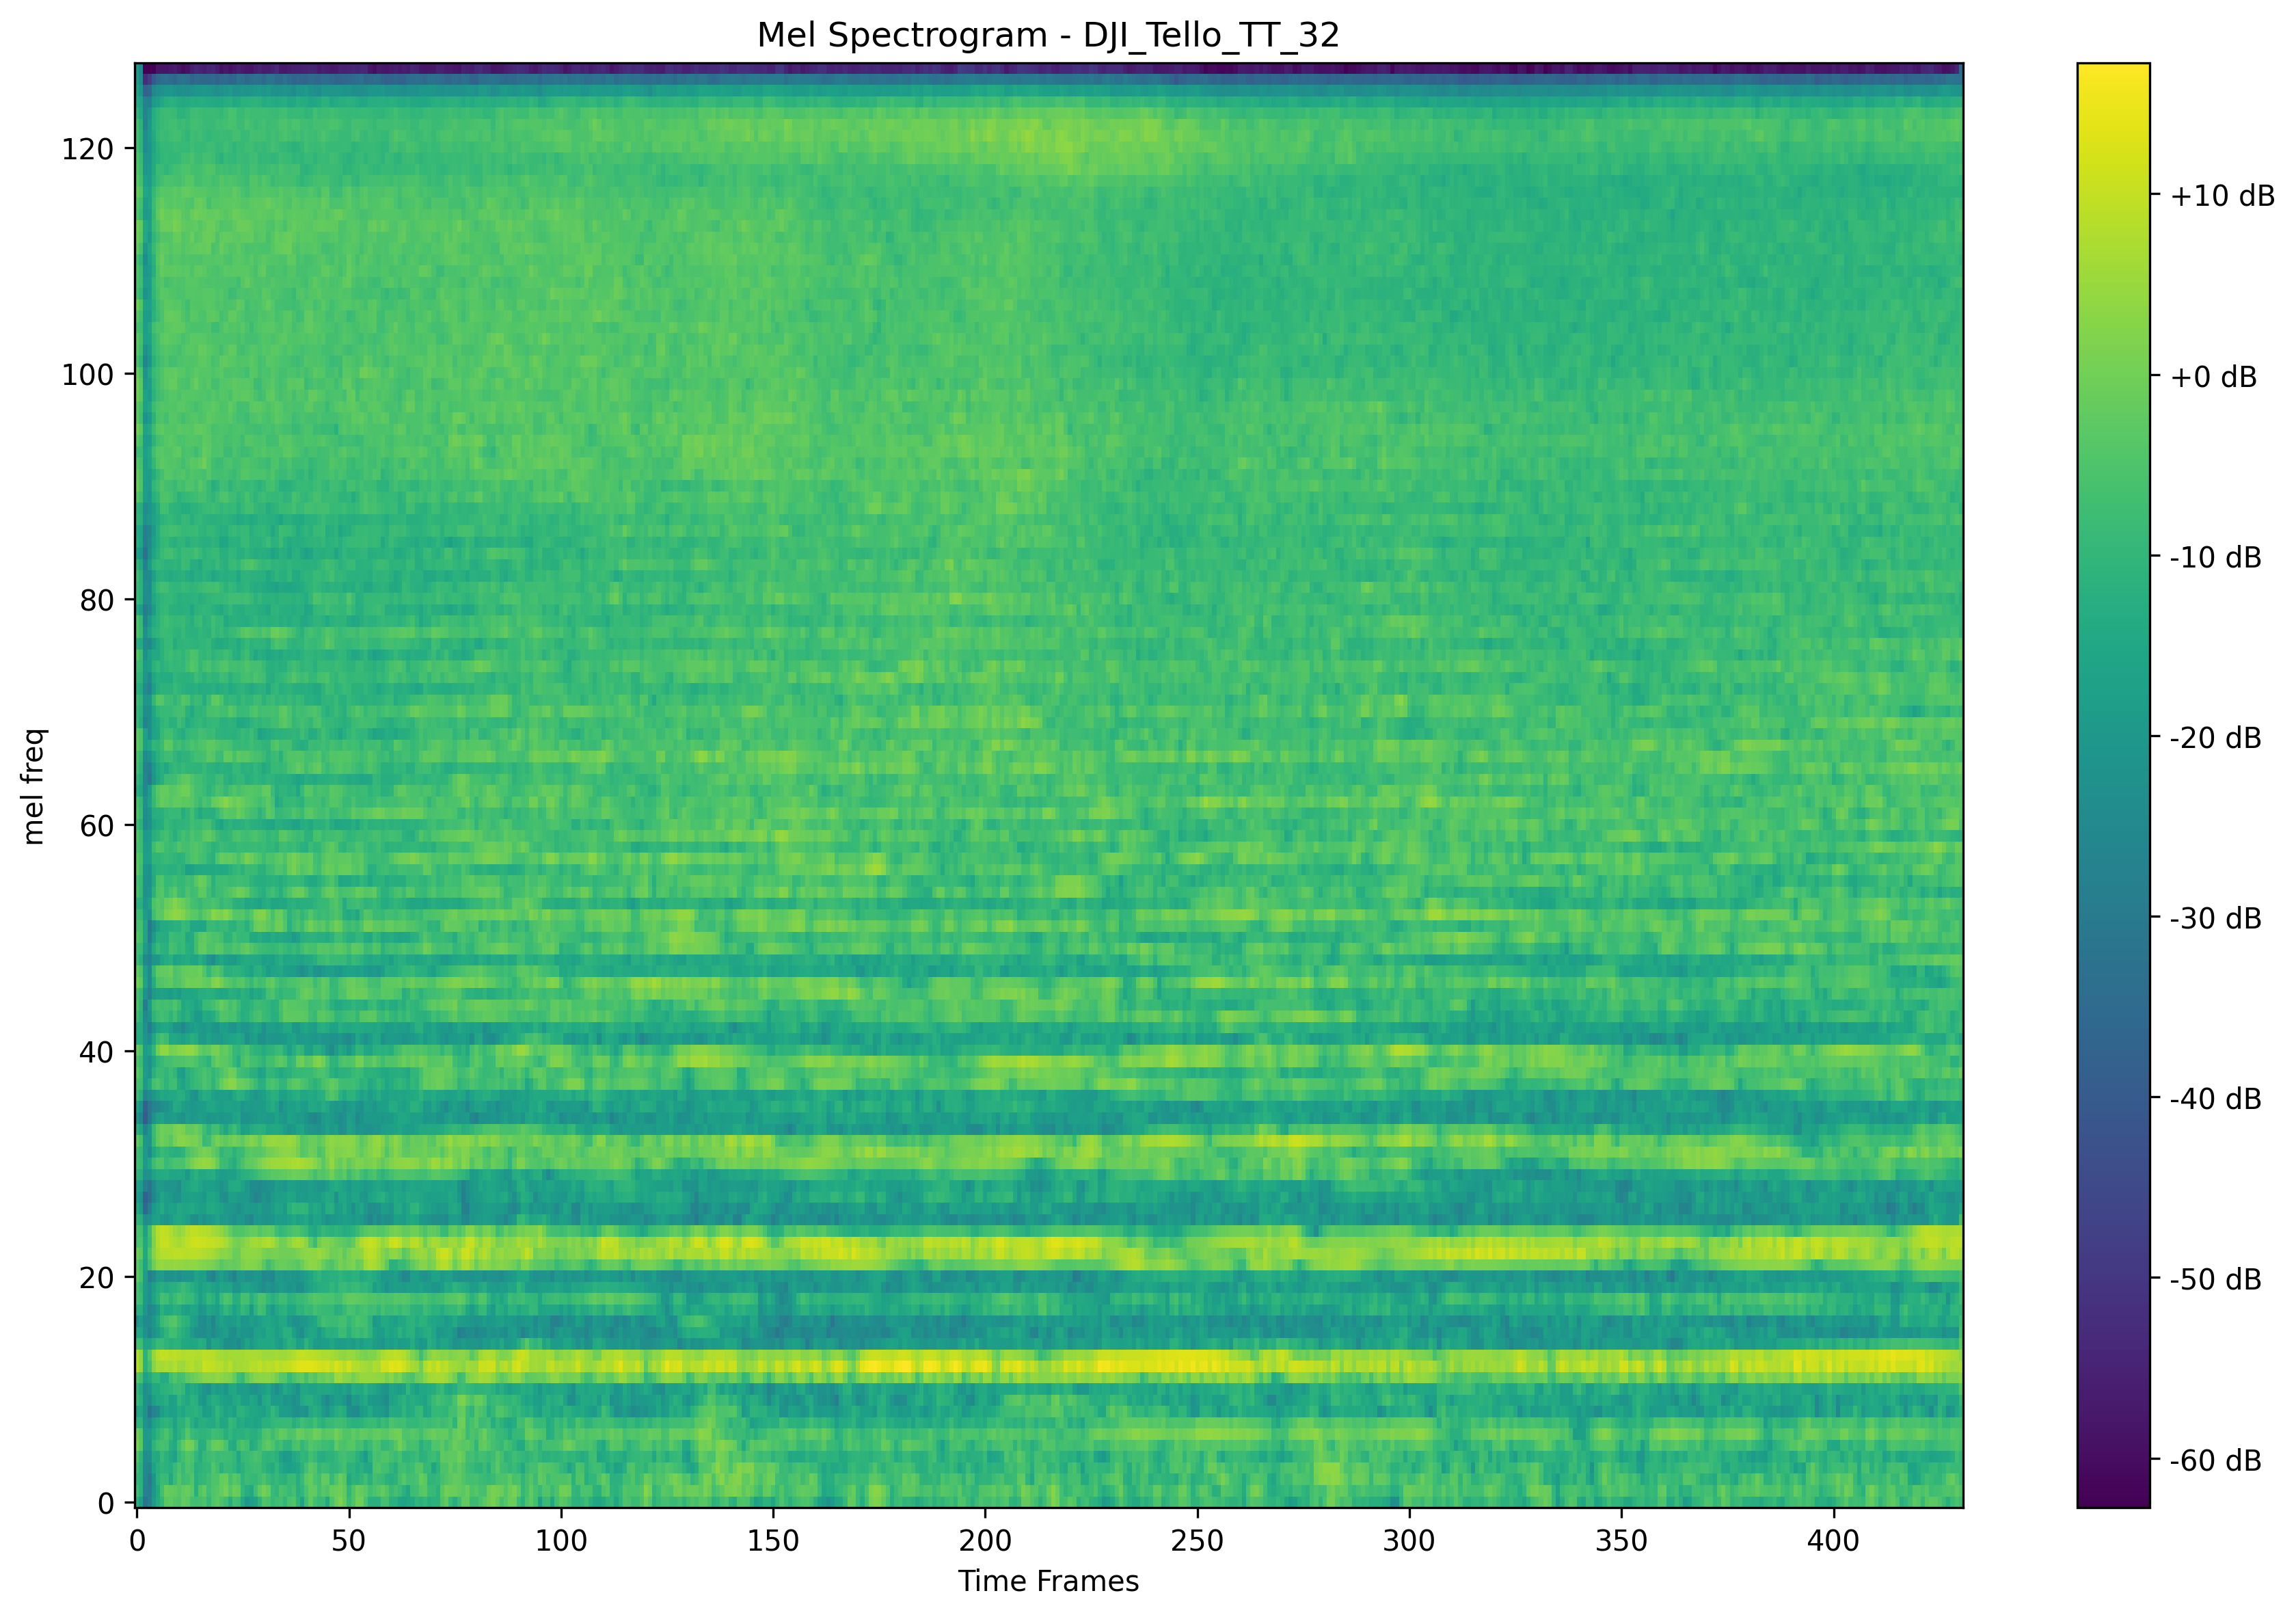 Mel Spectrogram - DJI_Tello_TT_32
mel freq
120
100
80
60
40
20
0
0 50 100 150 200 250 300 350 400
Time Frames
+10 dB
+0 dB
-10 dB
-20 dB
-30 dB
-40 dB
-50 dB
-60 dB